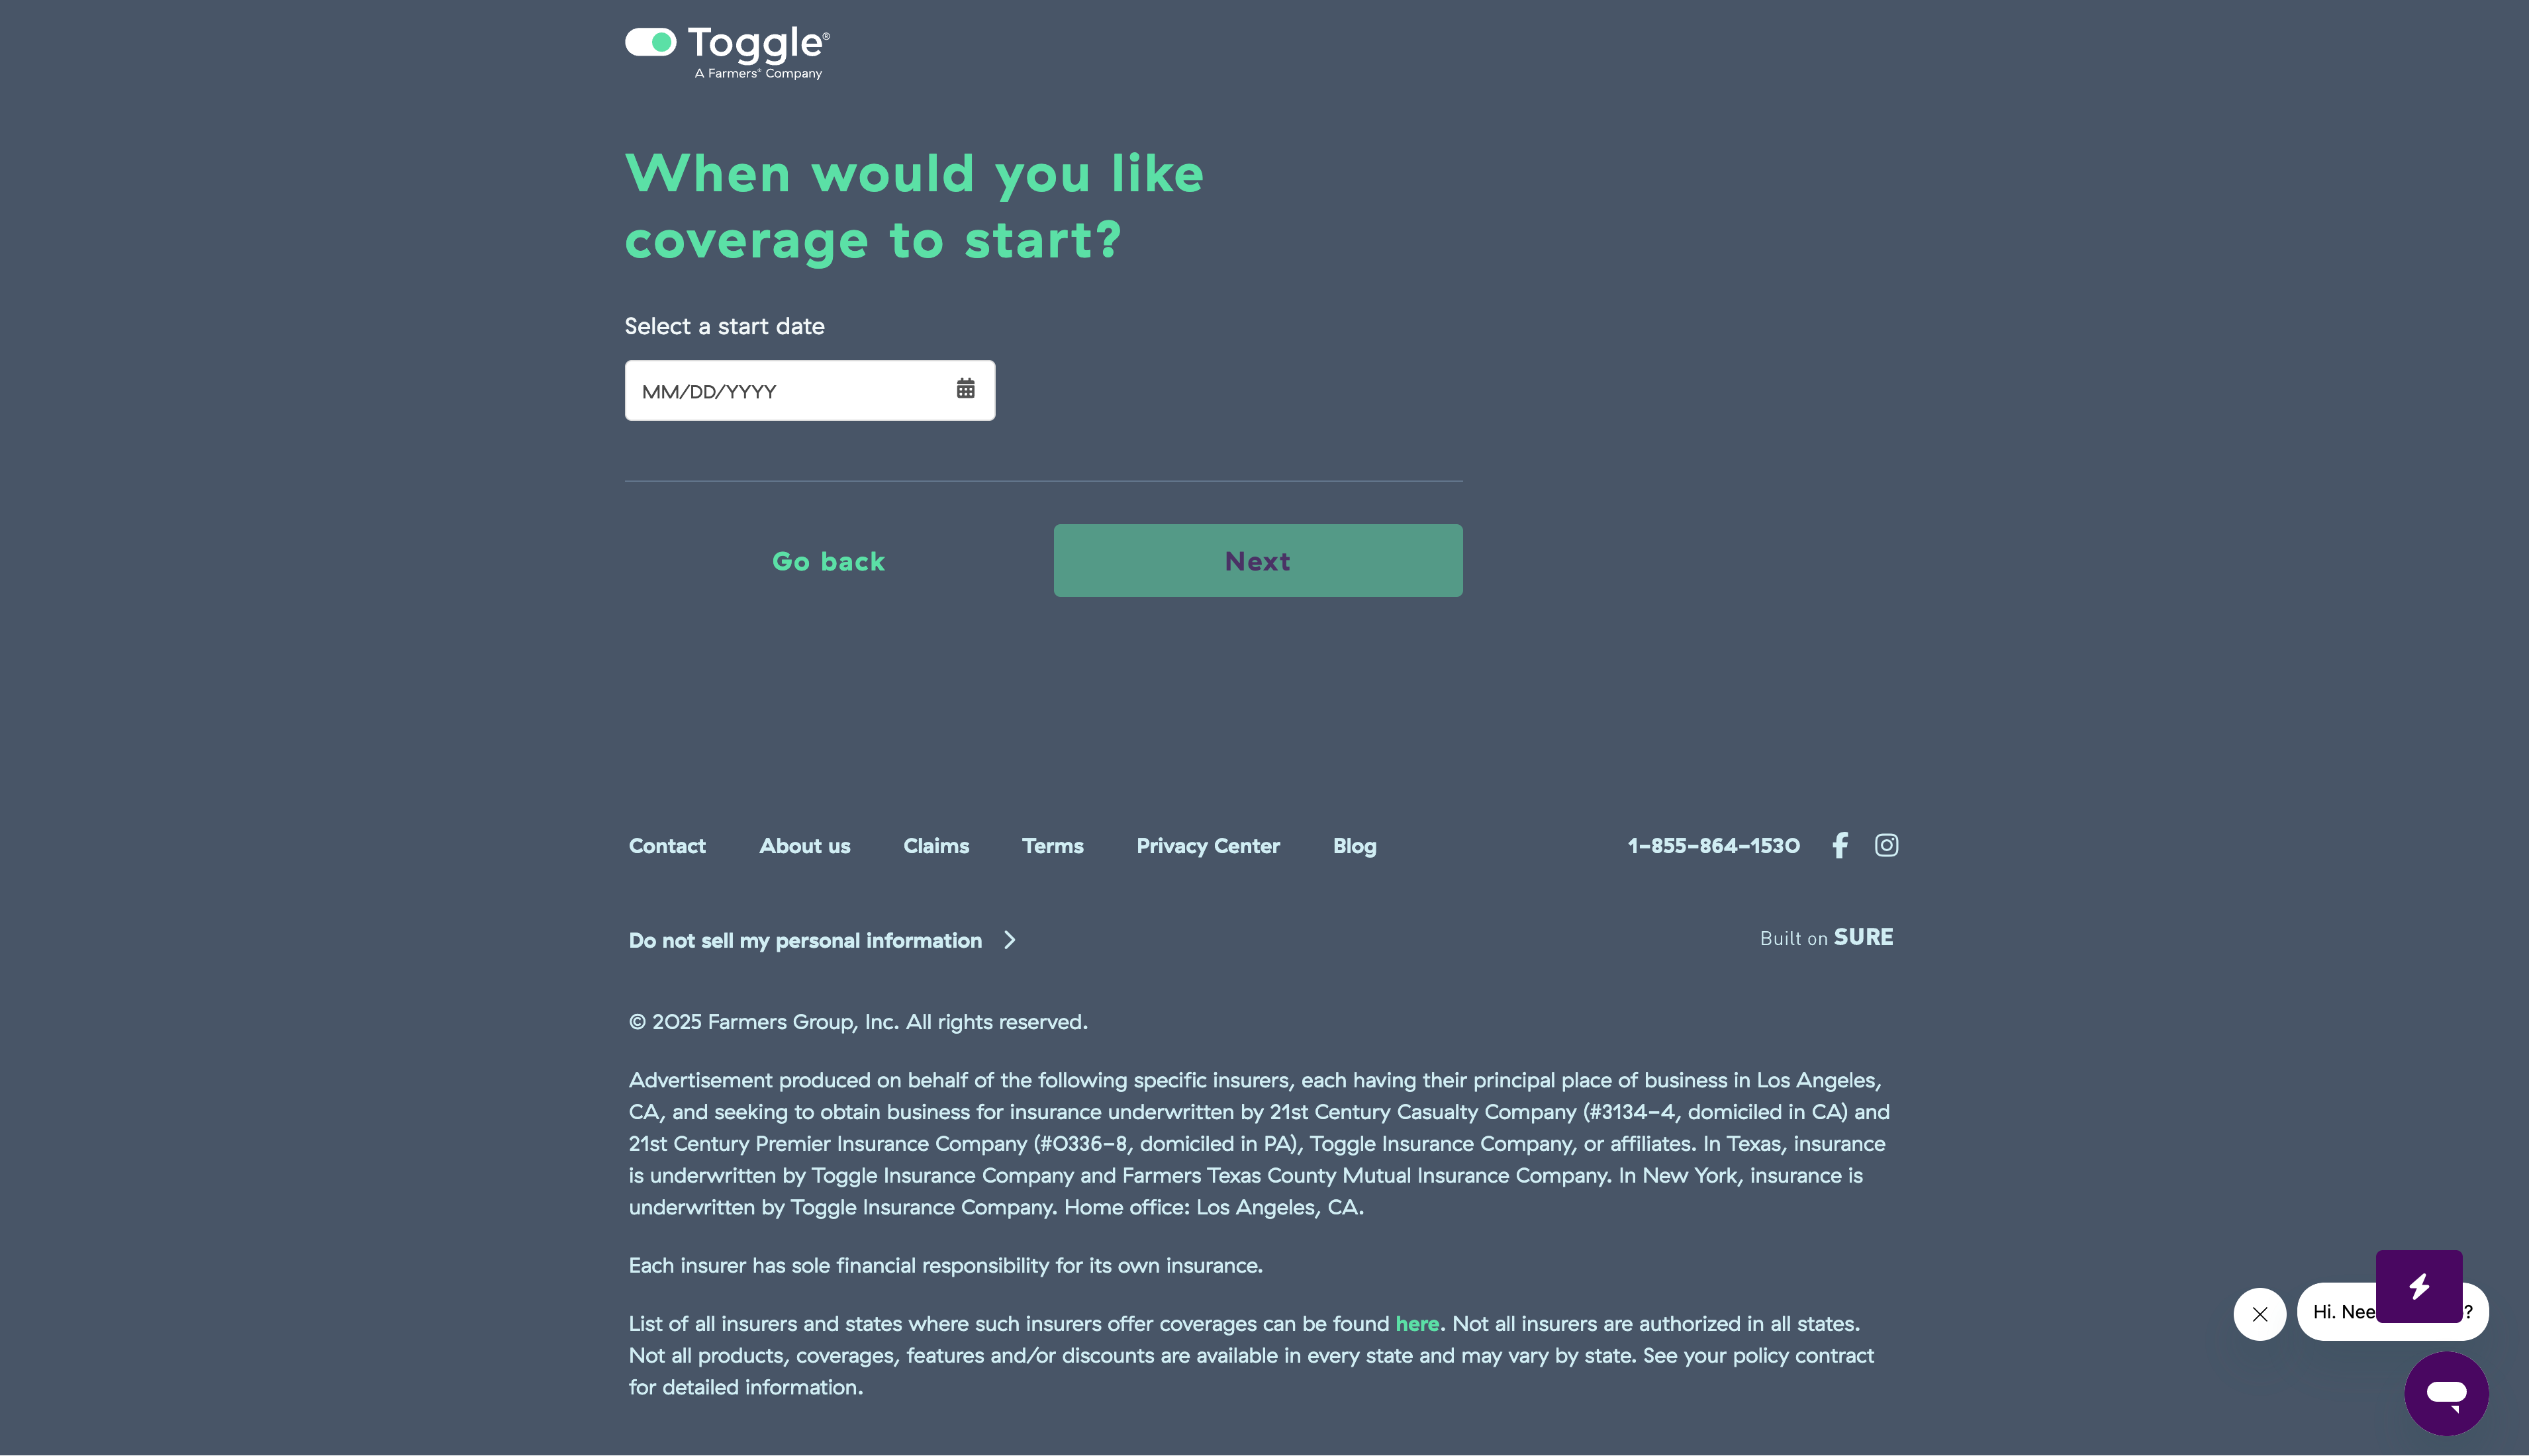 Toggle®
A Farmers® Company
When would you like
coverage to start?
Select a start date
MM/DD/YYYY
Go back
Next
Contact
About us
Claims
Terms
Privacy Center
Blog
1-855-864-1530
Do not sell my personal information
Built on SURE
© 2025 Farmers Group, Inc. All rights reserved.
Advertisement produced on behalf of the following specific insurers, each having their principal place of business in Los Angeles,
CA, and seeking to obtain business for insurance underwritten by 21st Century Casualty Company (#3134-4, domiciled in CA) and
21st Century Premier Insurance Company (#0336-8, domiciled in PA), Toggle Insurance Company, or affiliates. In Texas, insurance
is underwritten by Toggle Insurance Company and Farmers Texas County Mutual Insurance Company. In New York, insurance is
underwritten by Toggle Insurance Company. Home office: Los Angeles, CA.
Each insurer has sole financial responsibility for its own insurance.
List of all insurers and states where such insurers offer coverages can be found here. Not all insurers are authorized in all states.
Not all products, coverages, features and/or discounts are available in every state and may vary by state. See your policy contract
for detailed information.
Hi.